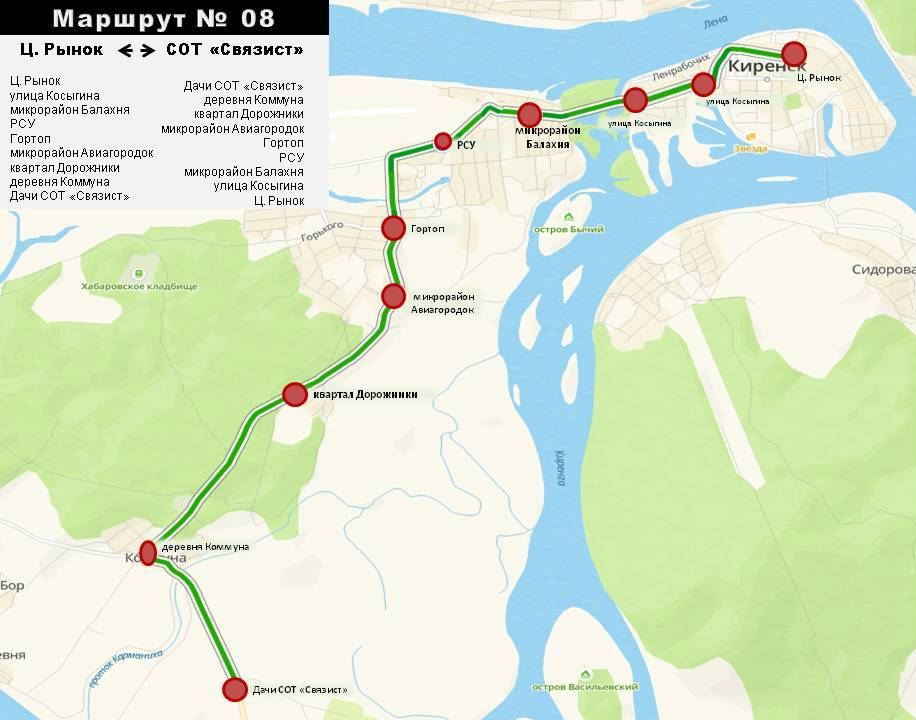 Маршрут № 08
Ц. Рынок ↔ СОТ «Связист»
Ц. Рынок
улица Косыгина
микрорайон Балахня
РСУ
Гортоп
микрорайон Авиагородок
квартал Дорожники
деревня Коммуна
Дачи СОТ «Связист»
Дачи СОТ «Связист»
деревня Коммуна
квартал Дорожники
микрорайон Авиагородок
Гортоп
РСУ
микрорайон Балахня
улица Косыгина
Ц. Рынок
Лена
Ленрабочих
Киренск
Ц. Рынок
улица Косыгина
улица Косыгина
микрорайон
Балахня
РСУ
Звезда
остров Бычий
Горького
Гортоп
Сидорова
Хабаровское кладбище
микрорайон
Авиагородок
квартал Дорожники
Киренга
деревня Коммуна
Бор
евня
проток Карманиха
Дачи СОТ «Связист»
остров Васильевский